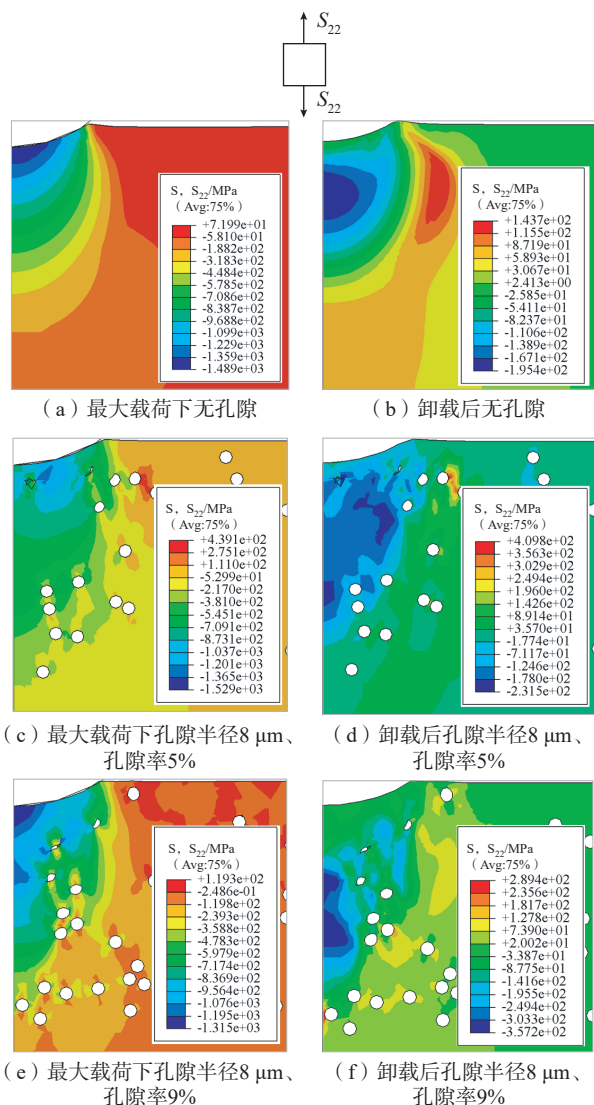 S22
S22
S, S22/MPa
(Avg:75%)
+7.199e+01
-5.810e+01
-1.882e+02
-3.183e+02
-4.484e+02
-5.785e+02
-7.086e+02
-8.387e+02
-9.688e+02
-1.099e+03
-1.229e+03
-1.359e+03
-1.489e+03
S, S22/MPa
(Avg:75%)
+1.437e+02
+1.155e+02
+8.719e+01
+5.893e+01
+3.067e+01
+2.413e+00
-2.585e+01
-5.411e+01
-8.237e+01
-1.106e+02
-1.389e+02
-1.671e+02
-1.954e+02
(a)最大载荷下无孔隙
(b)卸载后无孔隙
S, S22/MPa
(Avg:75%)
+4.391e+02
+2.751e+02
+1.110e+02
-5.299e+01
-2.170e+02
-3.810e+02
-5.451e+02
-7.091e+02
-8.731e+02
-1.037e+03
-1.201e+03
-1.365e+03
-1.529e+03
S, S22/MPa
(Avg:75%)
+4.098e+02
+3.563e+02
+3.029e+02
+2.494e+02
+1.960e+02
+1.426e+02
+8.914e+01
+3.570e+01
-1.774e+01
-7.117e+01
-1.246e+02
-1.780e+02
-2.315e+02
(c)最大载荷下孔隙半径8 μm、
孔隙率5%
(d)卸载后孔隙半径8 μm、
孔隙率5%
S, S22/MPa
(Avg:75%)
+1.193e+02
-2.486e-01
-1.198e+02
-2.393e+02
-3.588e+02
-4.783e+02
-5.979e+02
-7.174e+02
-8.369e+02
-9.564e+02
-1.076e+03
-1.195e+03
-1.315e+03
S, S22/MPa
(Avg:75%)
+2.894e+02
+2.356e+02
+1.817e+02
+1.278e+02
+7.390e+01
+2.002e+01
-3.387e+01
-8.775e+01
-1.416e+02
-1.955e+02
-2.494e+02
-3.033e+02
-3.572e+02
(e)最大载荷下孔隙半径8 μm、
孔隙率9%
(f)卸载后孔隙半径8 μm、
孔隙率9%